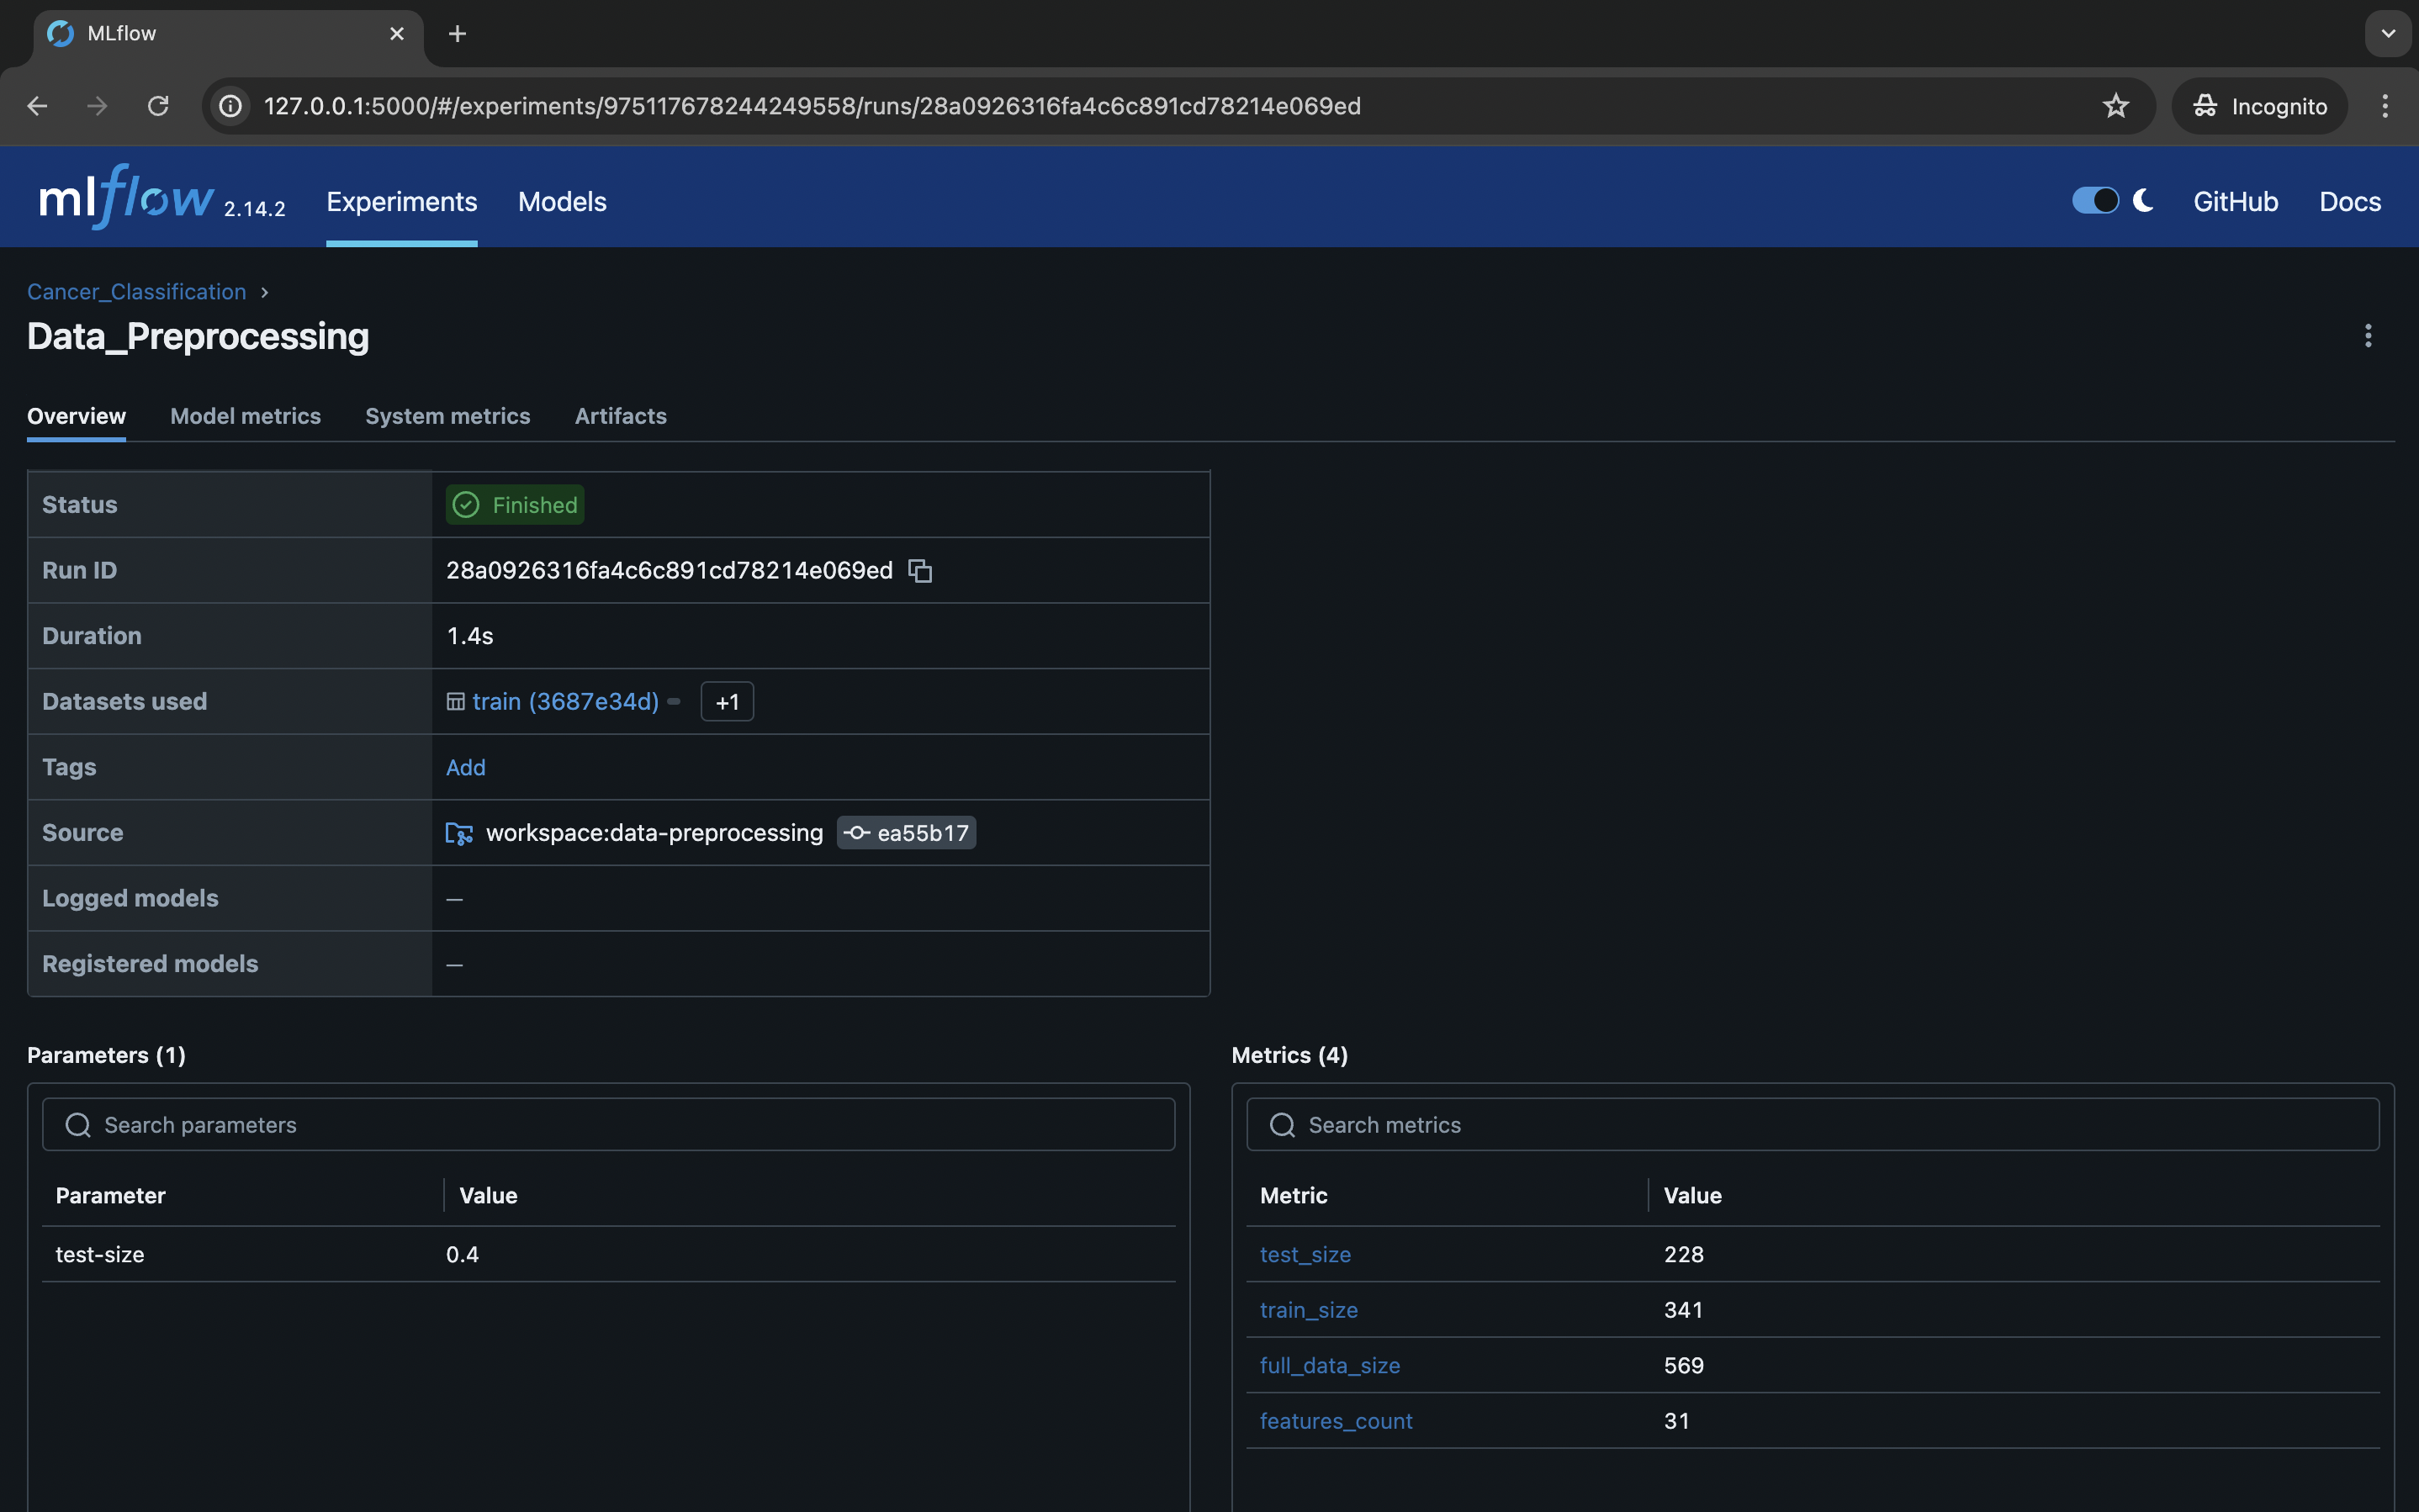 MLflow
127.0.0.1:5000/#/experiments/975117678244249558/runs/28a0926316fa4c6c891cd78214e069ed
Incognito
mlflow 2.14.2 Experiments Models GitHub Docs
Cancer_Classification
Data_Preprocessing
Overview Model metrics System metrics Artifacts
Status Finished
Run ID 28a0926316fa4c6c891cd78214e069ed
Duration 1.4s
Datasets used train (3687e34d) +1
Tags Add
Source workspace:data-preprocessing ea55b17
Logged models —
Registered models —
Parameters (1)
Search parameters
Parameter Value
test-size 0.4
Metrics (4)
Search metrics
Metric Value
test_size 228
train_size 341
full_data_size 569
features_count 31